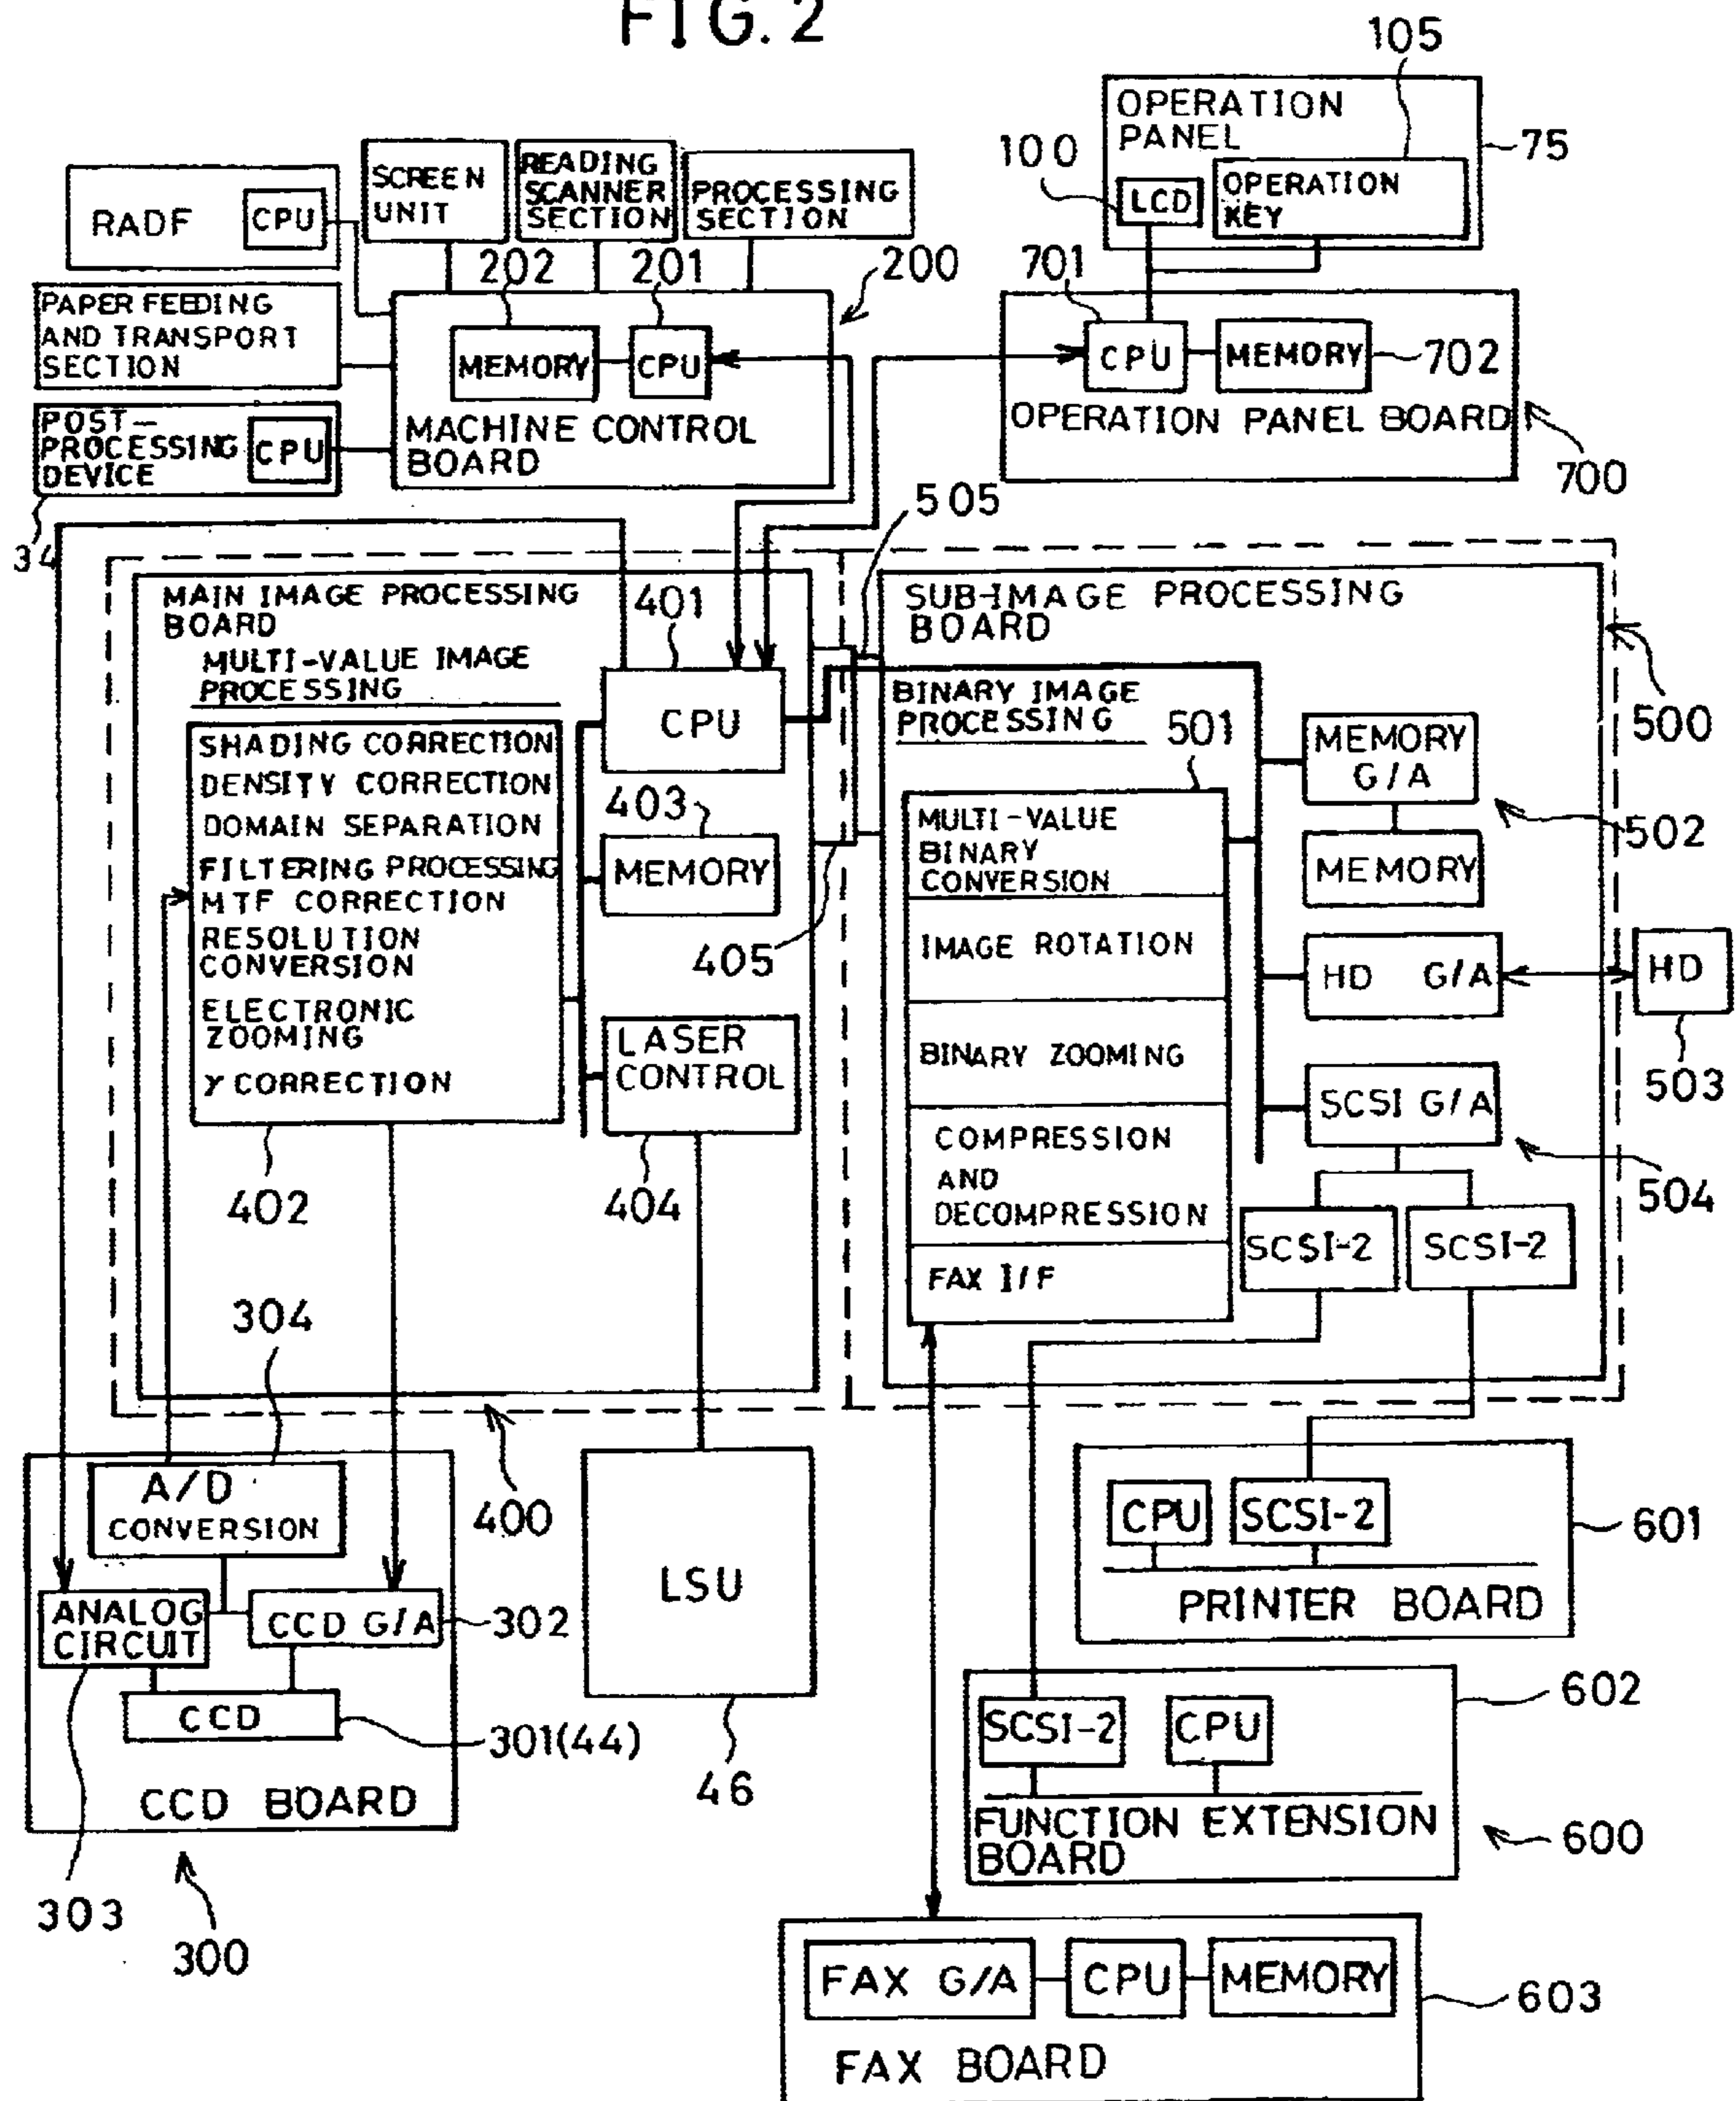 FIG. 2
105
OPERATION
PANEL
100
75
LCD
OPERATION
KEY
RADF
CPU
SCREEN
UNIT
READING
SCANNER
SECTION
PROCESSING
SECTION
202
201
200
PAPER FEEDING
AND TRANSPORT
SECTION
MEMORY
CPU
MACHINE CONTROL
BOARD
POST-
PROCESSING
DEVICE
CPU
34
701
CPU
MEMORY
702
OPERATION PANEL BOARD
700
505
MAIN IMAGE PROCESSING
BOARD
MULTI-VALUE IMAGE
PROCESSING
401
CPU
SHADING CORRECTION
DENSITY CORRECTION
DOMAIN SEPARATION
FILTERING PROCESSING
MTF CORRECTION
RESOLUTION
CONVERSION
ELECTRONIC
ZOOMING
γ CORRECTION
402
403
MEMORY
405
LASER
CONTROL
404
SUB-IMAGE PROCESSING
BOARD
500
BINARY IMAGE
PROCESSING
501
MULTI-VALUE
BINARY
CONVERSION
IMAGE ROTATION
BINARY ZOOMING
COMPRESSION
AND
DECOMPRESSION
FAX I/F
MEMORY
G/A
MEMORY
502
HD G/A
HD
503
SCSI G/A
504
SCSI-2
SCSI-2
304
A/D
CONVERSION
400
ANALOG
CIRCUIT
CCD G/A
302
CCD
301(44)
CCD BOARD
303
300
LSU
46
CPU
SCSI-2
601
PRINTER BOARD
602
SCSI-2
CPU
FUNCTION EXTENSION
BOARD
600
FAX G/A
CPU
MEMORY
603
FAX BOARD